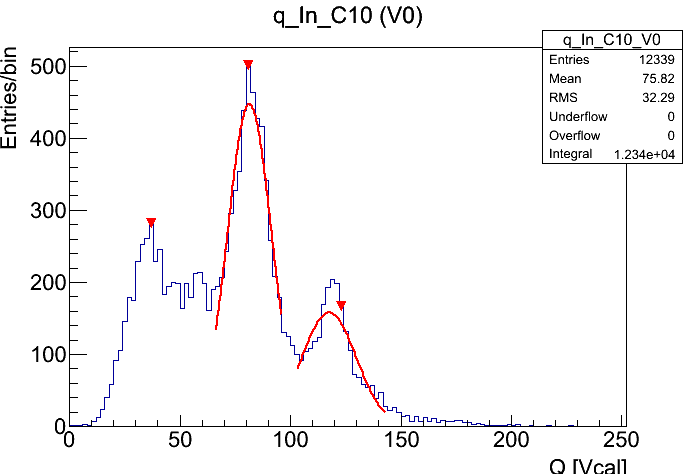 q_In_C10 (V0)
q_In_C10_V0
Entries 12339
Mean 75.82
RMS 32.29
Underflow 0
Overflow 0
Integral 1.234e+04
Entries/bin
500
400
300
200
100
0
0 50 100 150 200 250
Q [Vcal]